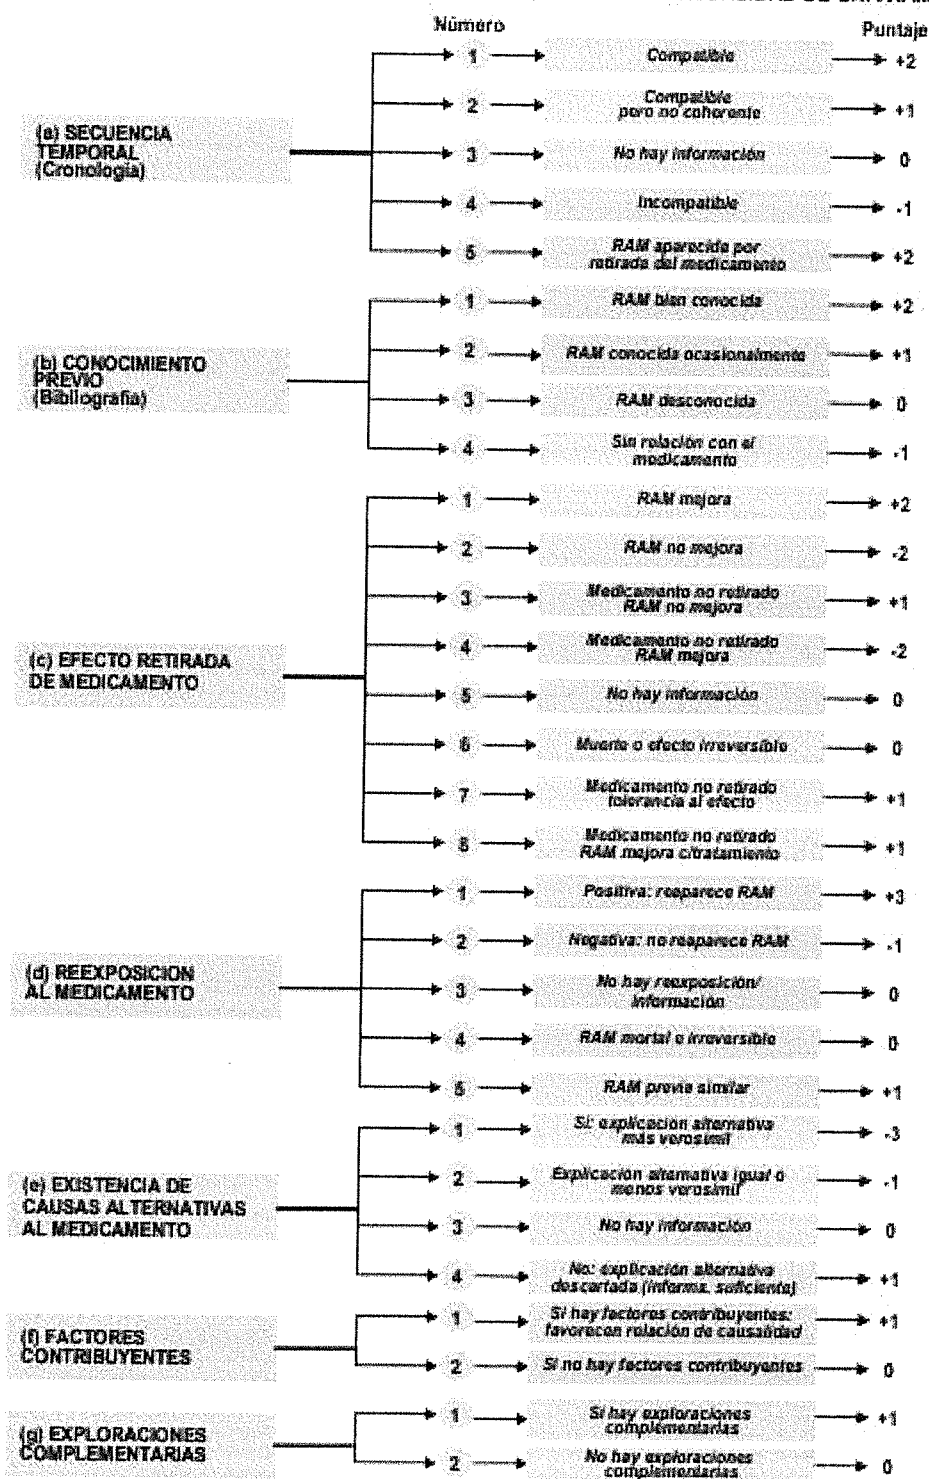 Número
Puntaje
1 Compatible +2
2 Compatible
pero no coherente +1
(a) SECUENCIA
TEMPORAL
(Cronología)
3 No hay información 0
4 Incompatible -1
5 RAM aparecida por
retirada del medicamento +2
1 RAM bien conocida +2
(b) CONOCIMIENTO
PREVIO
(Bibliografia)
2 RAM conocida ocasionalmente +1
3 RAM desconocida 0
4 Sin relación con el
medicamento -1
1 RAM mejora +2
2 RAM no mejora -2
3 Medicamento no retirado
RAM no mejora +1
(c) EFECTO RETIRADA
DE MEDICAMENTO
4 Medicamento no retirado
RAM mejora -2
5 No hay información 0
6 Muerte o efecto irreversible 0
7 Medicamento no retirado
tolerancia al efecto +1
8 Medicamento no retirado
RAM mejora c/tratamiento +1
1 Positiva: reaparece RAM +3
2 Negativa: no reaparece RAM -1
(d) REEXPOSICION
AL MEDICAMENTO
3 No hay reexposición/
información 0
4 RAM mortal o irreversible 0
5 RAM previa similar +1
1 Sí: explicación alternativa
más verosímil -3
(e) EXISTENCIA DE
CAUSAS ALTERNATIVAS
AL MEDICAMENTO
2 Explicación alternativa igual o
menos verosímil -1
3 No hay información 0
4 No: explicación alternativa
descartada (informa. suficiente) +1
(f) FACTORES
CONTRIBUYENTES
1 Si hay factores contribuyentes:
favorecen relación de causalidad +1
2 Si no hay factores contribuyentes 0
(g) EXPLORACIONES
COMPLEMENTARIAS
1 Si hay exploraciones
complementarias +1
2 No hay exploraciones
complementarias 0